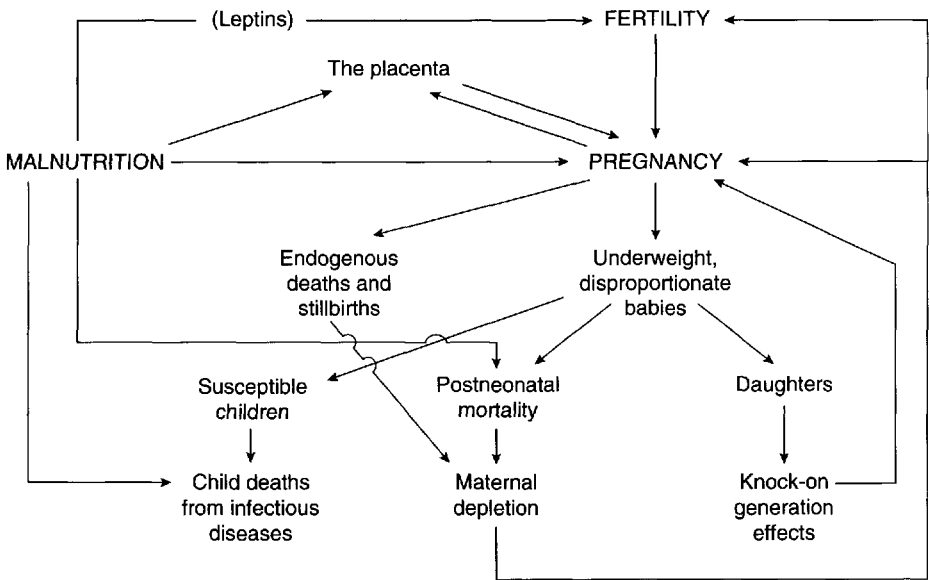 (Leptins)
FERTILITY
The placenta
MALNUTRITION
PREGNANCY
Endogenous
deaths and
stillbirths
Underweight,
disproportionate
babies
Susceptible
children
Postneonatal
mortality
Daughters
Child deaths
from infectious
diseases
Maternal
depletion
Knock-on
generation
effects